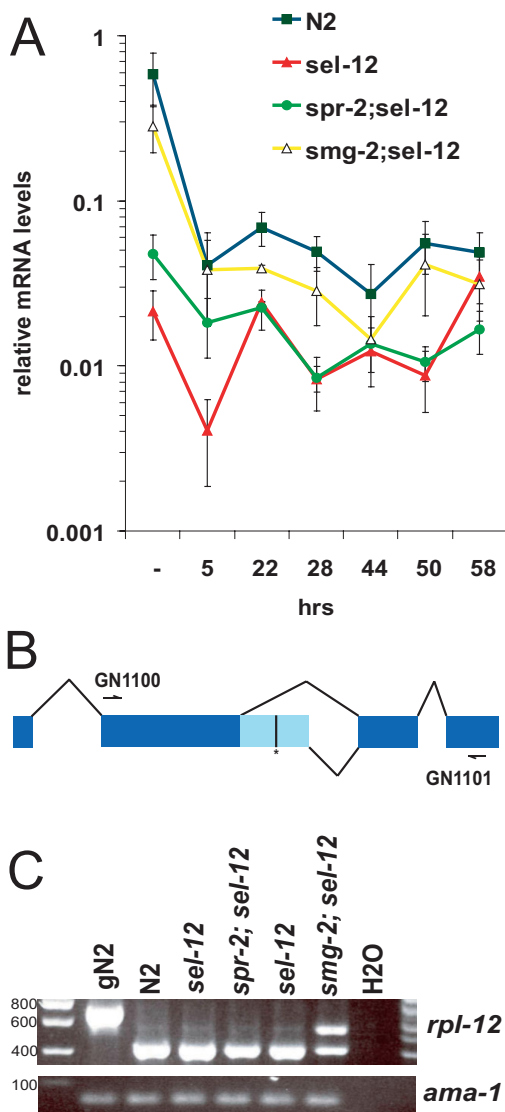 A
N2
sel-12
spr-2;sel-12
smg-2;sel-12
relative mRNA levels
1
0.1
0.01
0.001
- 5 22 28 44 50 58
hrs
B
GN1100
*
GN1101
C
gN2
N2
sel-12
spr-2; sel-12
sel-12
smg-2; sel-12
H2O
800
600
400
rpl-12
100
ama-1